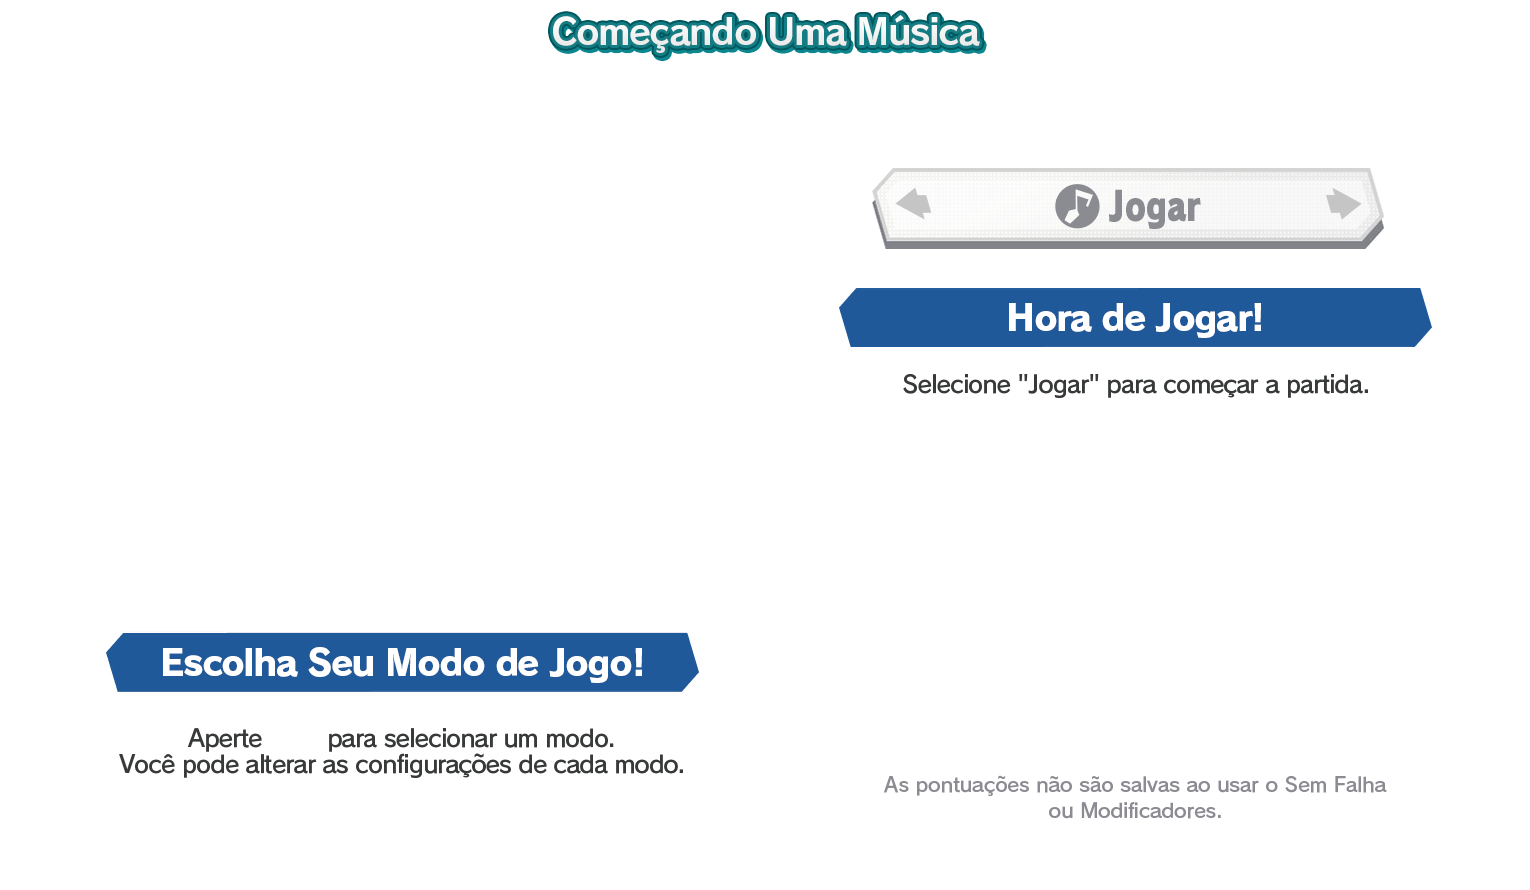 Começando Uma Música
Jogar
Hora de Jogar!
Selecione "Jogar" para começar a partida.
Escolha Seu Modo de Jogo!
Aperte para selecionar um modo.
Você pode alterar as configurações de cada modo.
As pontuações não são salvas ao usar o Sem Falha
ou Modificadores.